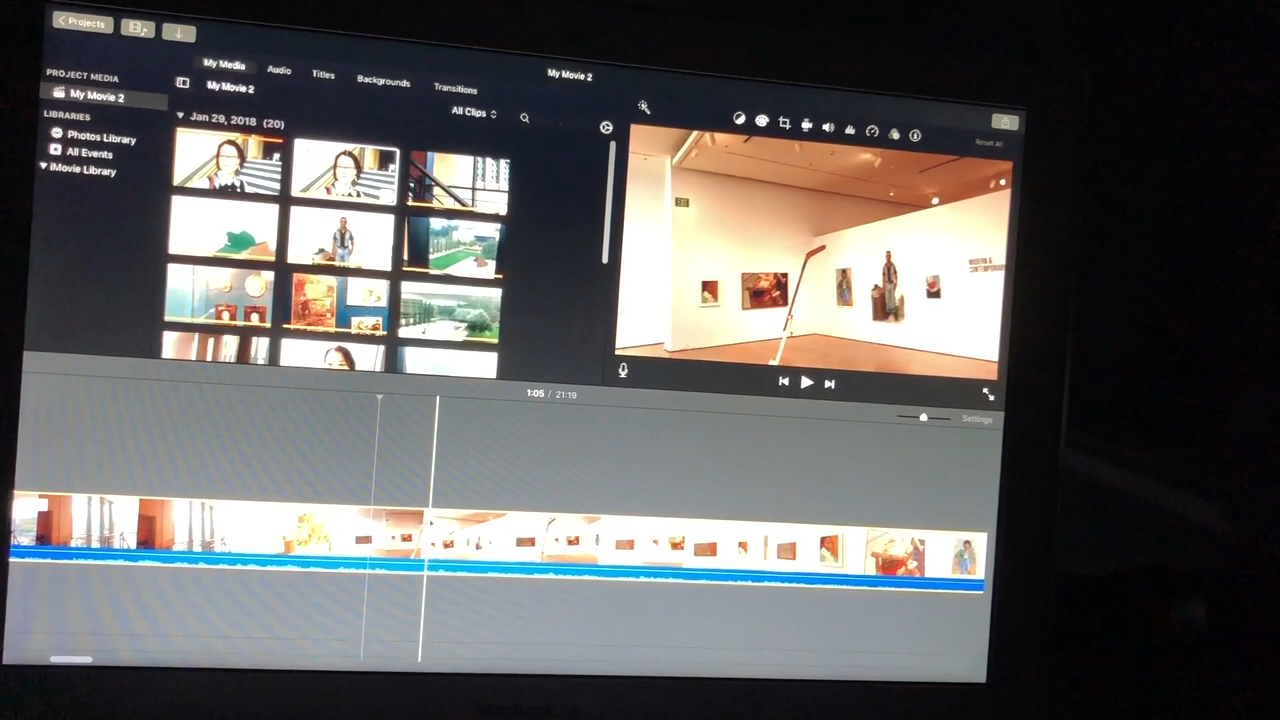 Projects
My Media
Audio
Titles
Backgrounds
Transitions
My Movie 2
PROJECT MEDIA
My Movie 2
My Movie 2
All Clips
LIBRARIES
Photos Library
All Events
iMovie Library
Jan 29, 2018 (20)
Reset All
1:05 / 21:19
Settings